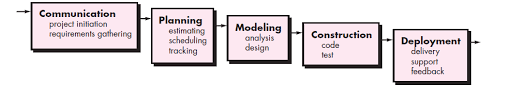 Communication
project initiation
requirements gathering
Planning
estimating
scheduling
tracking
Modeling
analysis
design
Construction
code
test
Deployment
delivery
support
feedback